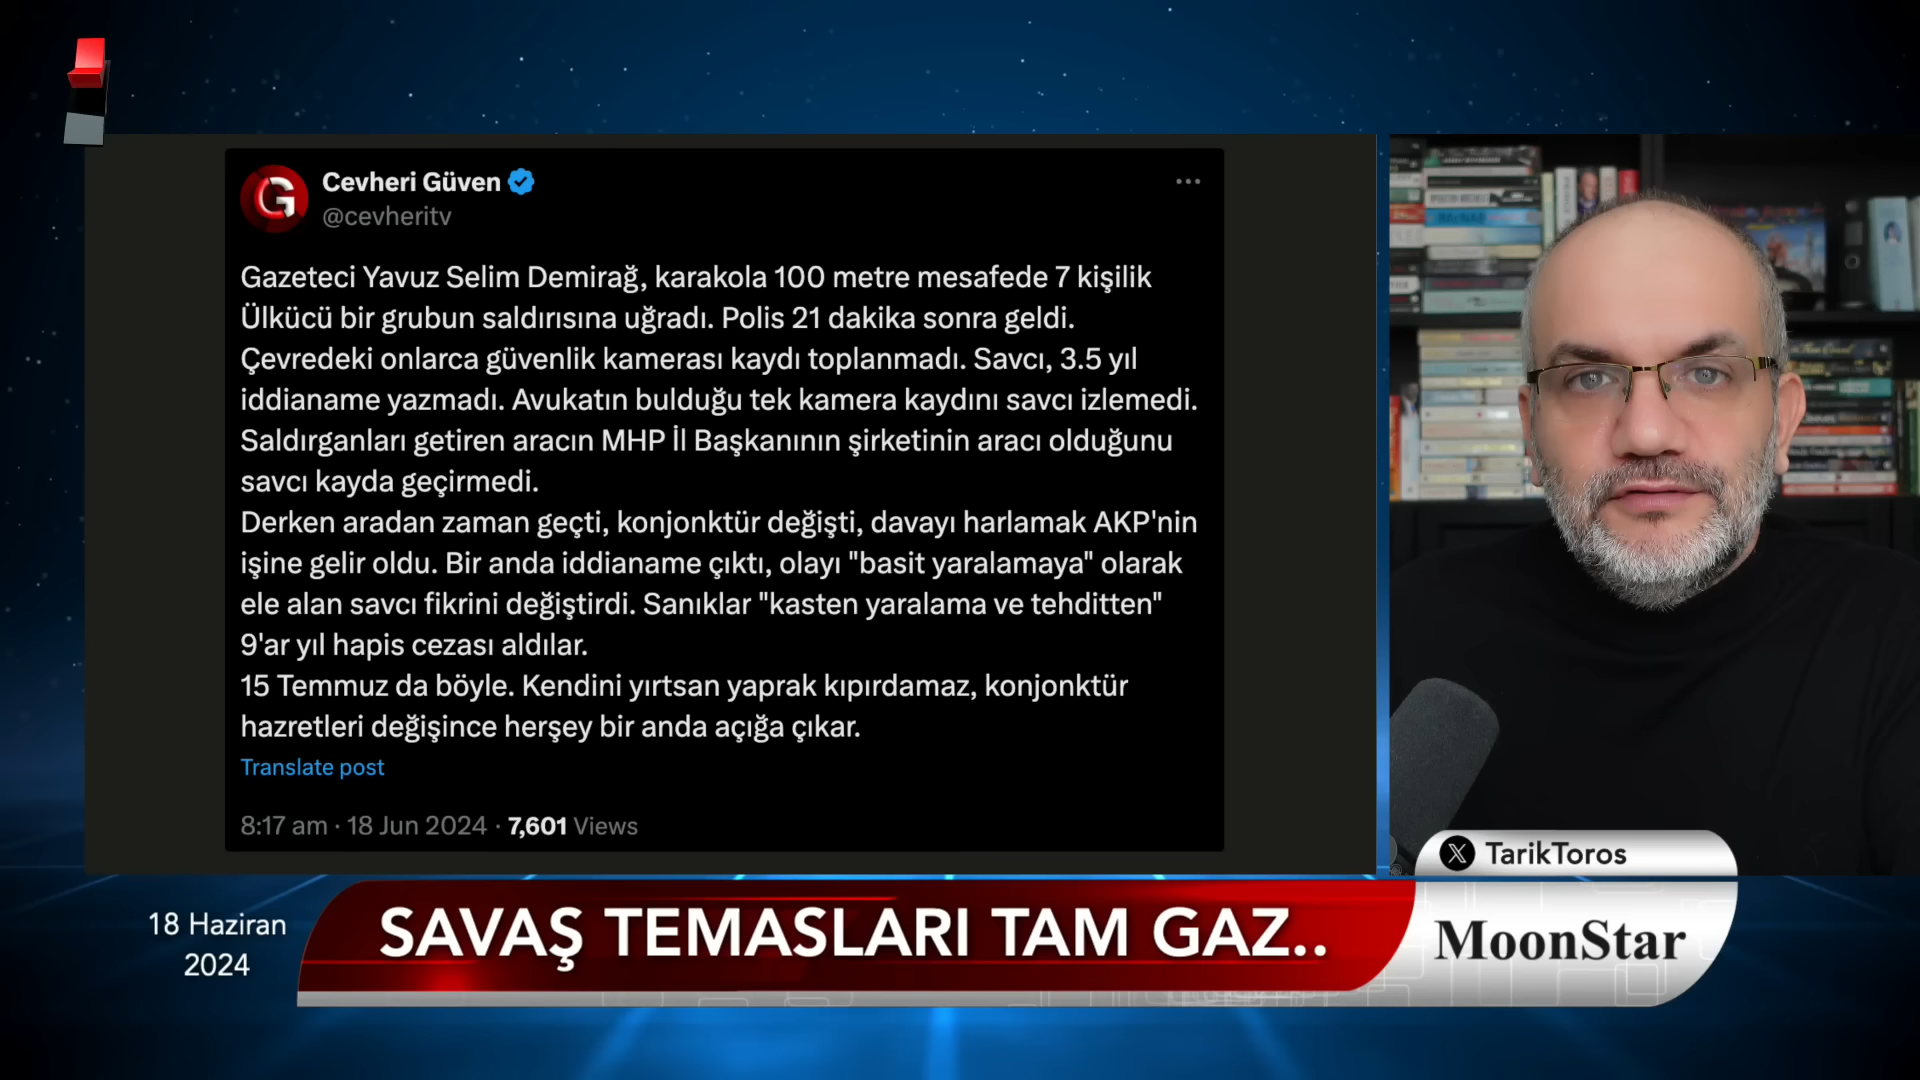 Cevheri Güven
@cevheritv
Gazeteci Yavuz Selim Demirağ, karakola 100 metre mesafede 7 kişilik
Ülkücü bir grubun saldırısına uğradı. Polis 21 dakika sonra geldi.
Çevredeki onlarca güvenlik kamerası kaydı toplanmadı. Savcı, 3.5 yıl
iddianame yazmadı. Avukatın bulduğu tek kamera kaydını savcı izlemedi.
Saldırganları getiren aracın MHP İl Başkanının şirketinin aracı olduğunu
savcı kayda geçirmedi.
Derken aradan zaman geçti, konjonktür değişti, davayı harlamak AKP'nin
işine gelir oldu. Bir anda iddianame çıktı, olayı "basit yaralamaya" olarak
ele alan savcı fikrini değiştirdi. Sanıklar "kasten yaralama ve tehditten"
9'ar yıl hapis cezası aldılar.
15 Temmuz da böyle. Kendini yırtsan yaprak kıpırdamaz, konjonktür
hazretleri değişince herşey bir anda açığa çıkar.
Translate post
8:17 am · 18 Jun 2024 · 7,601 Views
TarikToros
18 Haziran
2024
SAVAŞ TEMASLARI TAM GAZ..
MoonStar